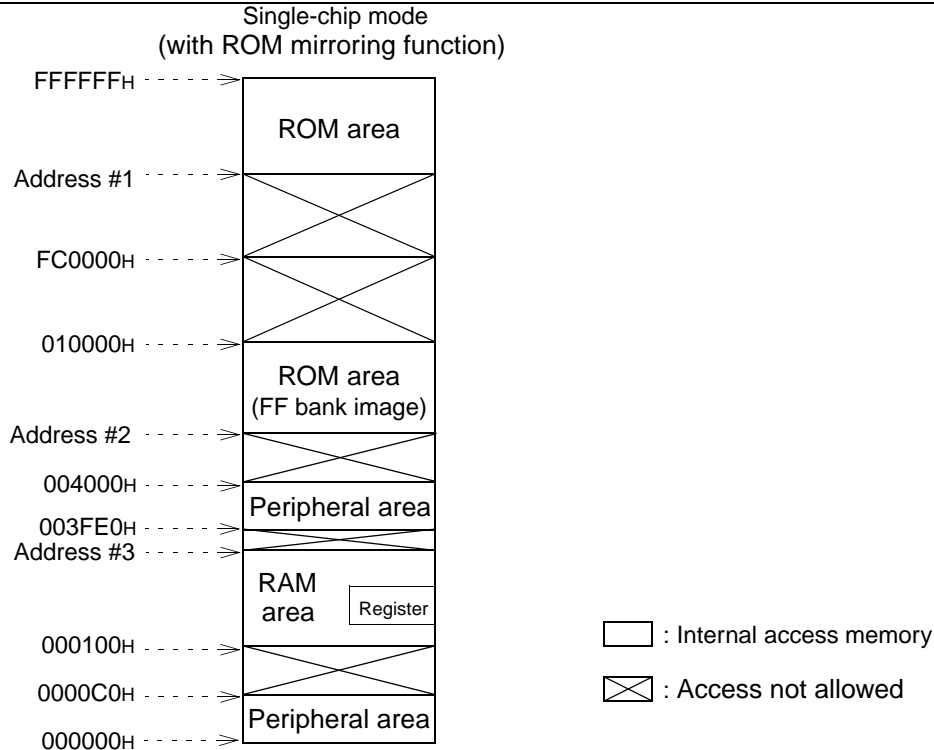 Single-chip mode
(with ROM mirroring function)
FFFFFFH
ROM area
Address #1
FC0000H
010000H
ROM area
(FF bank image)
Address #2
004000H
Peripheral area
003FE0H
Address #3
RAM
area
Register
000100H
: Internal access memory
0000C0H
: Access not allowed
Peripheral area
000000H